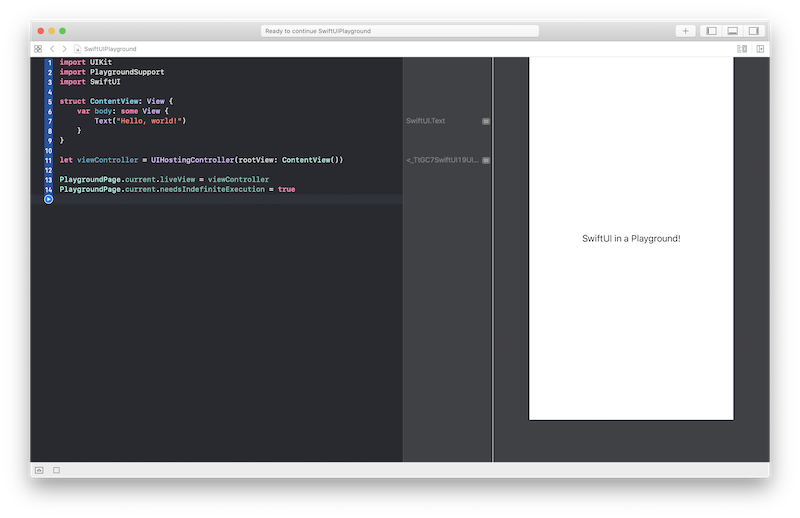 Ready to continue SwiftUIPlayground
SwiftUIPlayground
1 import UIKit
2 import PlaygroundSupport
3 import SwiftUI
4
5 struct ContentView: View {
6 var body: some View {
7 Text("Hello, world!")
8 }
9 }
10
11 let viewController = UIHostingController(rootView: ContentView())
12
13 PlaygroundPage.current.liveView = viewController
14 PlaygroundPage.current.needsIndefiniteExecution = true
SwiftUI.Text
<_TtGC7SwiftUI19UI...
SwiftUI in a Playground!